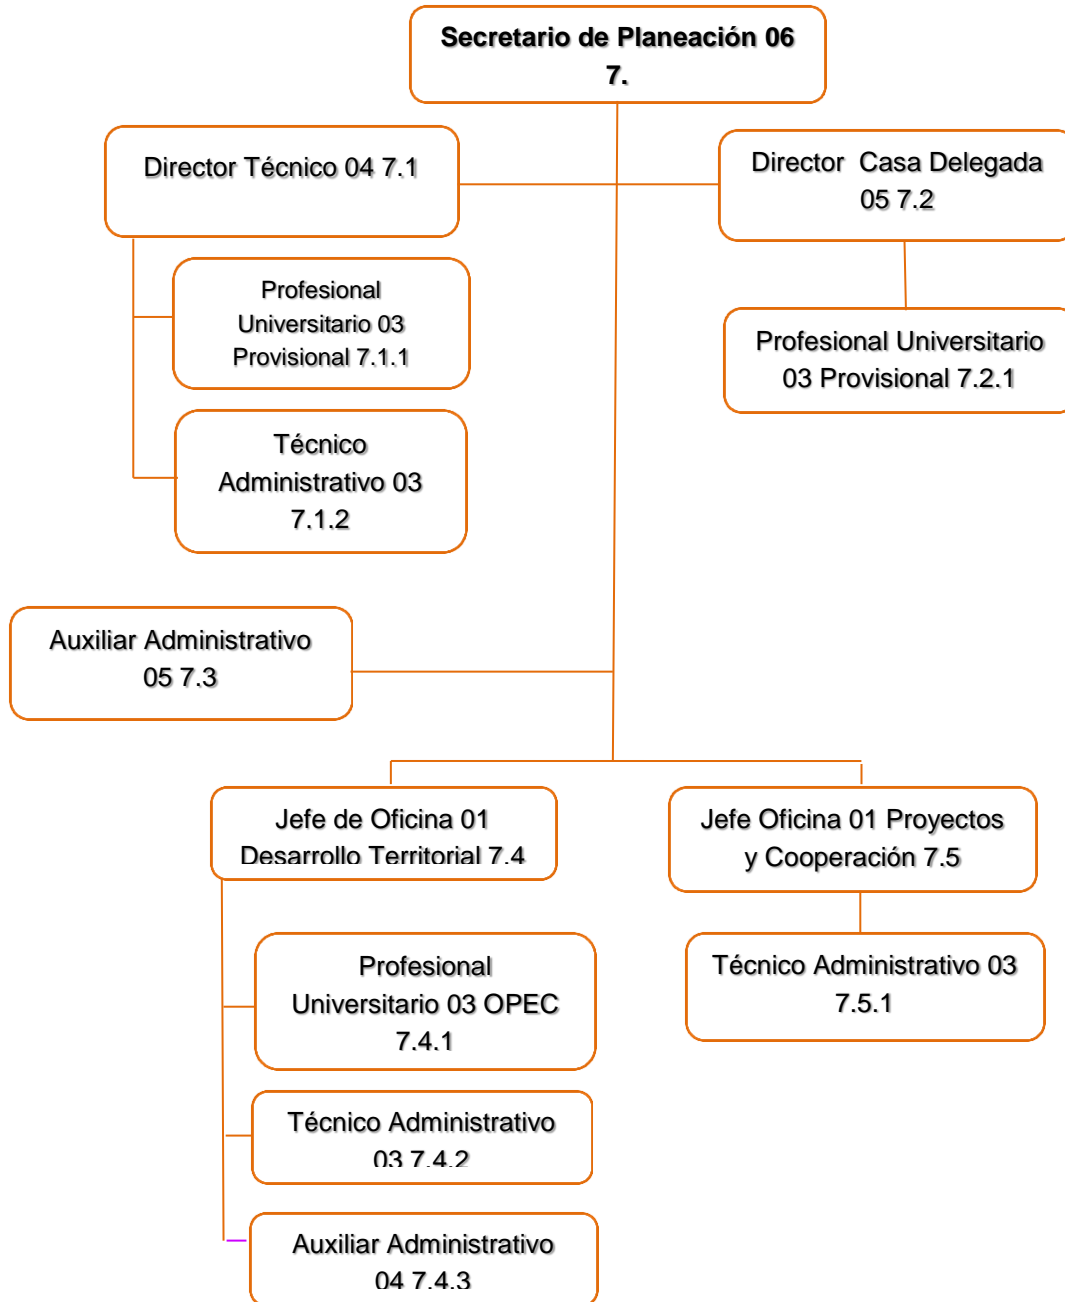 Secretario de Planeación 06
7.
Director Técnico 04 7.1
Director Casa Delegada
05 7.2
Profesional
Universitario 03
Provisional 7.1.1
Profesional Universitario
03 Provisional 7.2.1
Técnico
Administrativo 03
7.1.2
Auxiliar Administrativo
05 7.3
Jefe de Oficina 01
Desarrollo Territorial 7.4
Jefe Oficina 01 Proyectos
y Cooperación 7.5
Profesional
Universitario 03 OPEC
7.4.1
Técnico Administrativo 03
7.5.1
Técnico Administrativo
03 7.4.2
Auxiliar Administrativo
04 7.4.3